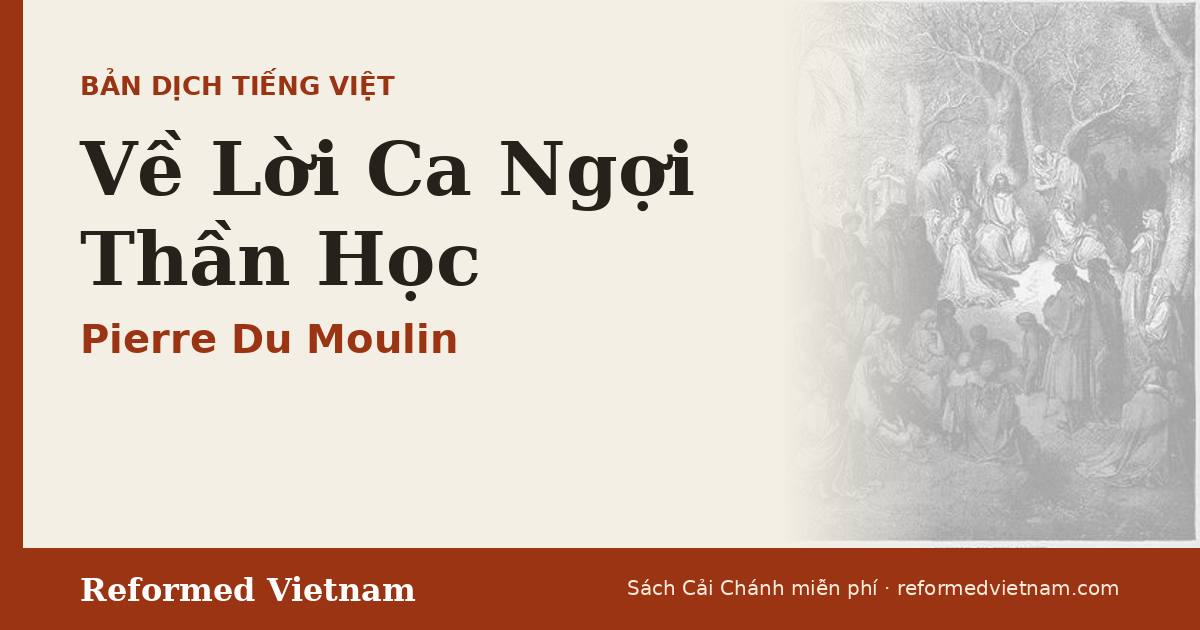 BẢN DỊCH TIẾNG VIỆT
Về Lời Ca Ngợi
Thần Học
Pierre Du Moulin
Reformed Vietnam
Sách Cải Chánh miễn phí · reformedvietnam.com